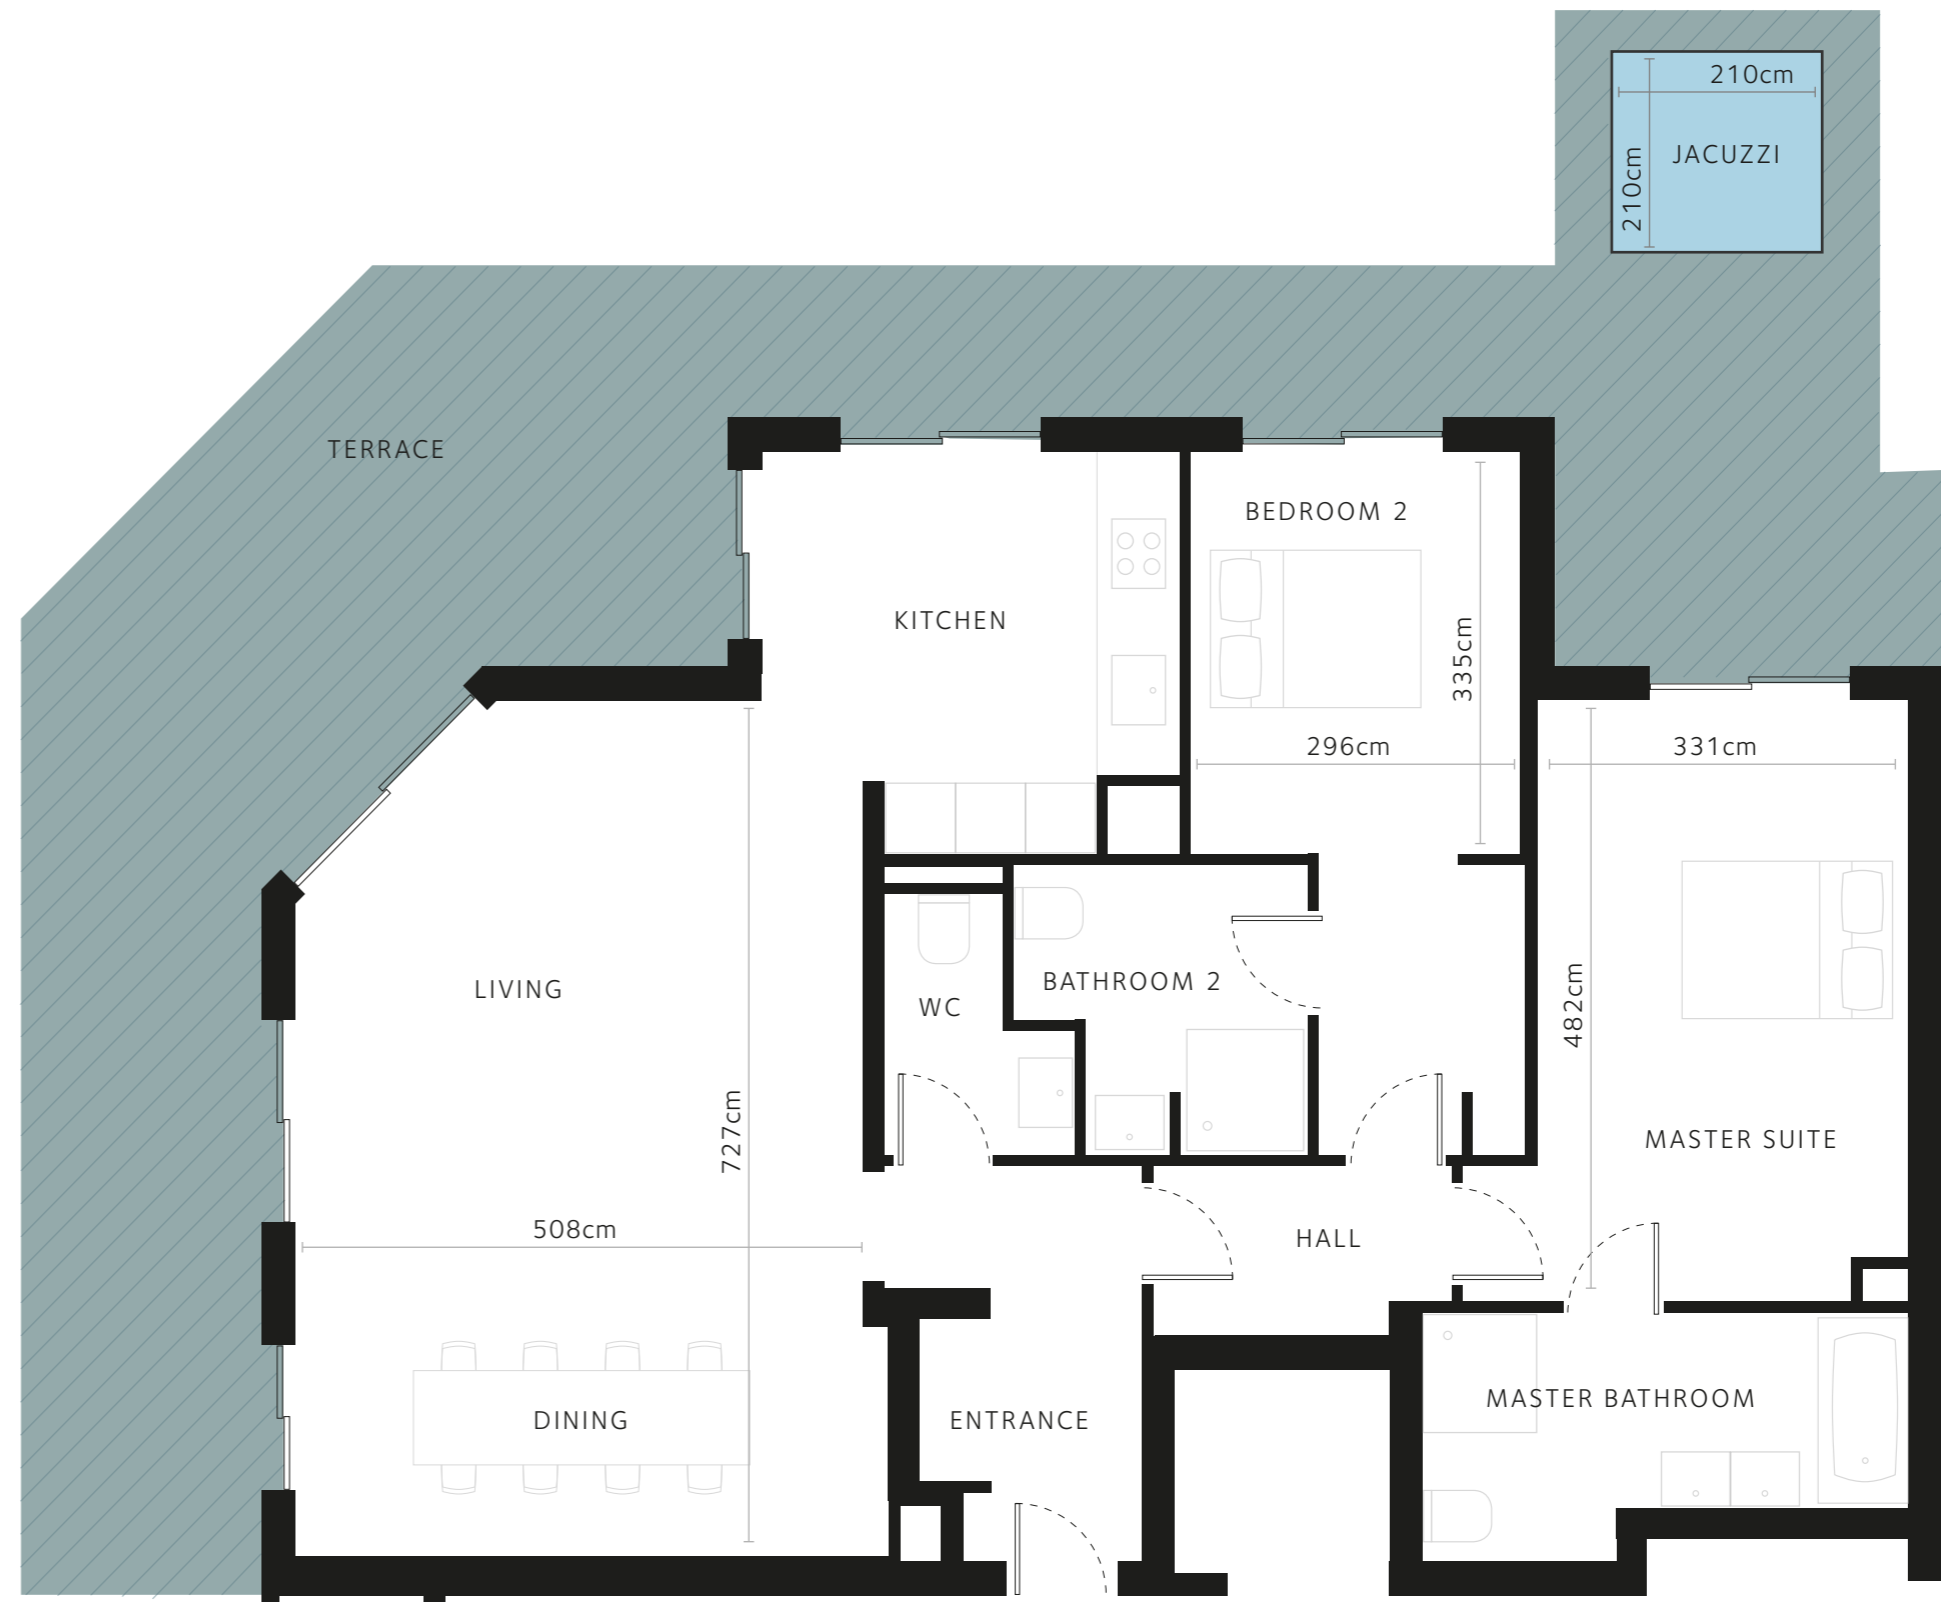 210cm
JACUZZI
210cm
TERRACE
BEDROOM 2
KITCHEN
335cm
296cm
331cm
LIVING
BATHROOM 2
WC
482cm
727cm
MASTER SUITE
508cm
HALL
DINING
ENTRANCE
MASTER BATHROOM